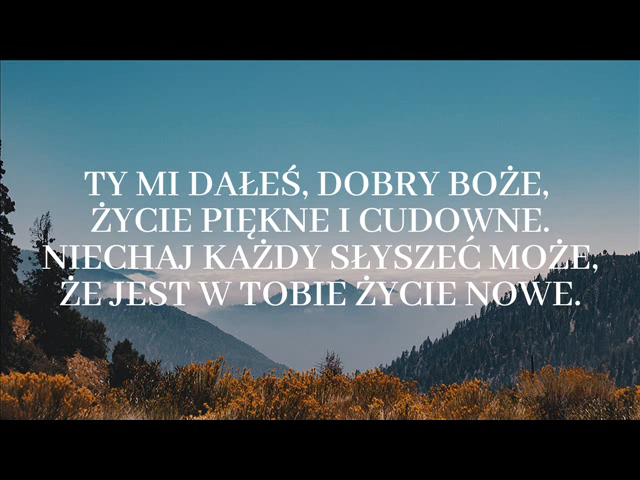 TY MI DAŁEŚ, DOBRY BOŻE,
ŻYCIE PIĘKNE I CUDOWNE.
NIECHAJ KAŻDY SŁYSZEĆ MOŻE,
ŻE JEST W TOBIE ŻYCIE NOWE.